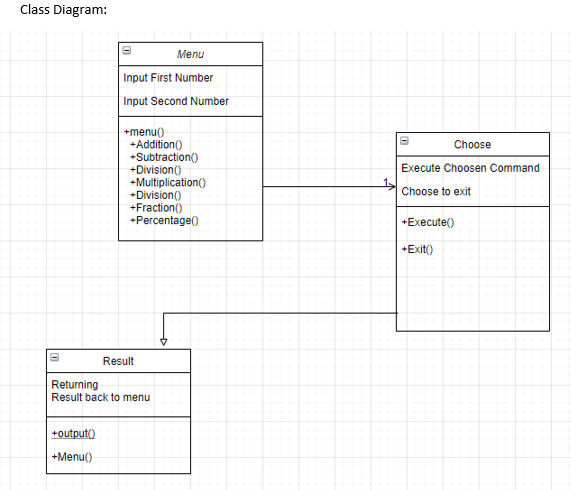 Class Diagram:
Menu
Input First Number
Input Second Number
+menu()
+Addition()
+Subtraction()
+Division()
+Multiplication()
+Division()
+Fraction()
+Percentage()
1
Choose
Execute Choosen Command
Choose to exit
+Execute()
+Exit()
Result
Returning
Result back to menu
+output()
+Menu()